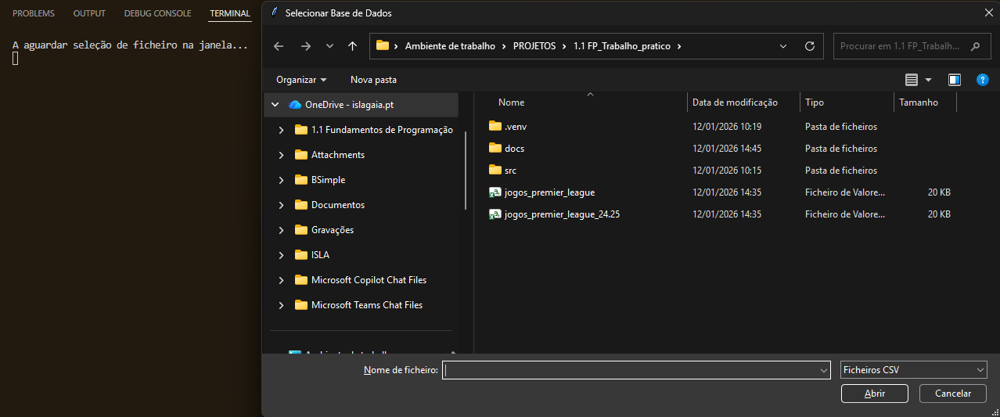 PROBLEMS OUTPUT DEBUG CONSOLE TERMINAL
A aguardar seleção de ficheiro na janela...
Selecionar Base de Dados
Ambiente de trabalho PROJETOS 1.1 FP_Trabalho_pratico
Procurar em 1.1 FP_Trabalh...
Organizar Nova pasta
OneDrive - islagaia.pt
1.1 Fundamentos de Programação
Attachments
BSimple
Documentos
Gravações
ISLA
Microsoft Copilot Chat Files
Microsoft Teams Chat Files
Nome Data de modificação Tipo Tamanho
.venv 12/01/2026 10:19 Pasta de ficheiros
docs 12/01/2026 14:45 Pasta de ficheiros
src 12/01/2026 10:15 Pasta de ficheiros
jogos_premier_league 12/01/2026 14:35 Ficheiro de Valore... 20 KB
jogos_premier_league_24.25 12/01/2026 14:35 Ficheiro de Valore... 20 KB
Nome de ficheiro: Ficheiros CSV
Abrir Cancelar